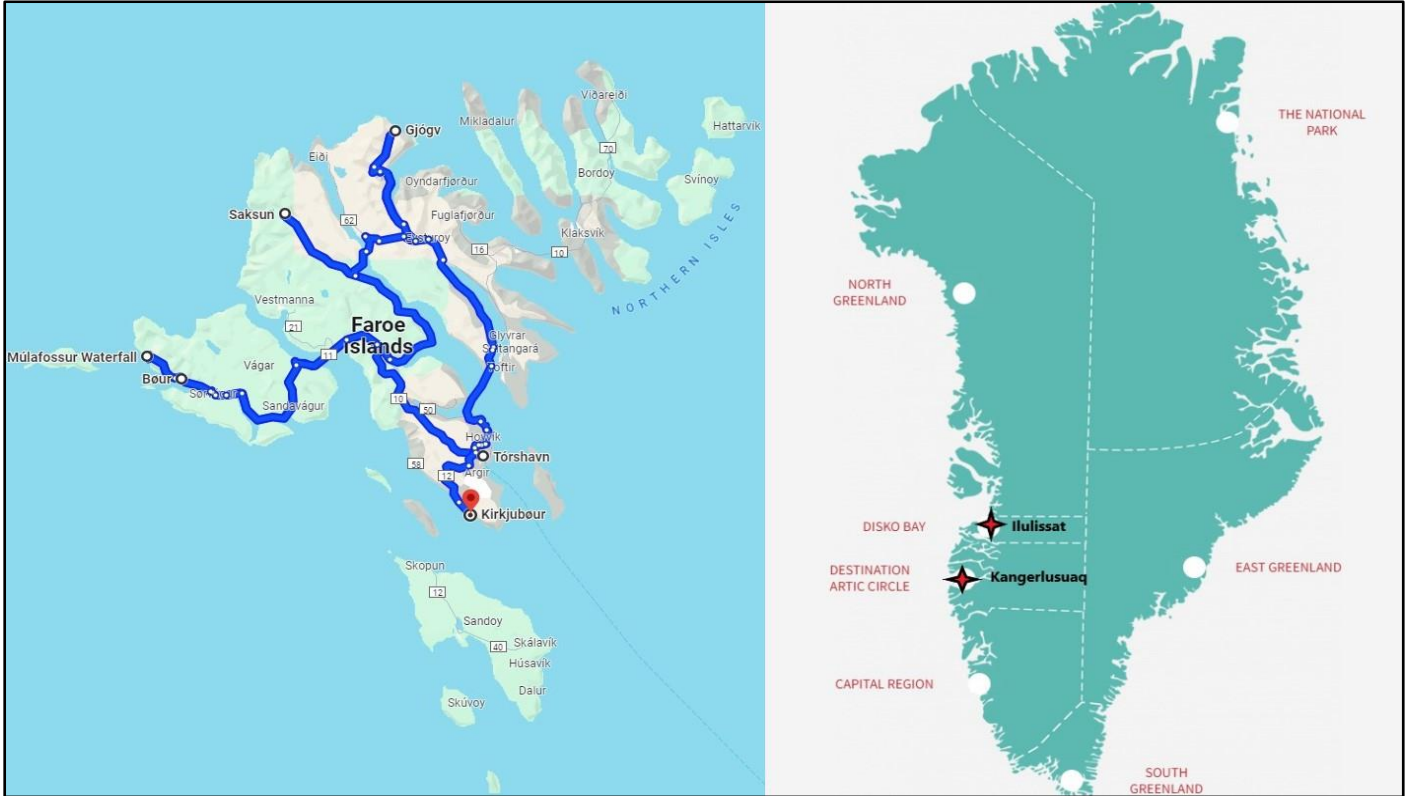 Gjógv
Viðareiði
Mikladalur
Hattarvík
Eiði
70
Oyndarfjørður
Bordoy
Svínoy
Saksun
62
Fuglafjørður
Klaksvík
Eysturoy
16
10
NORTHERN ISLES
Vestmanna
21
Faroe
Islands
Glyvrar
Múlafossur Waterfall
11
Vágar
Toftir
Bøur
Sandavágur
10
50
Hoyvík
58
Tórshavn
12
Argir
Kirkjubøur
Skopun
12
Sandoy
40
Skálavík
Húsavík
Dalur
Skúvoy
THE NATIONAL
PARK
NORTH
GREENLAND
DISKO BAY
Ilulissat
DESTINATION
ARTIC CIRCLE
Kangerlusuaq
EAST GREENLAND
CAPITAL REGION
SOUTH
GREENLAND